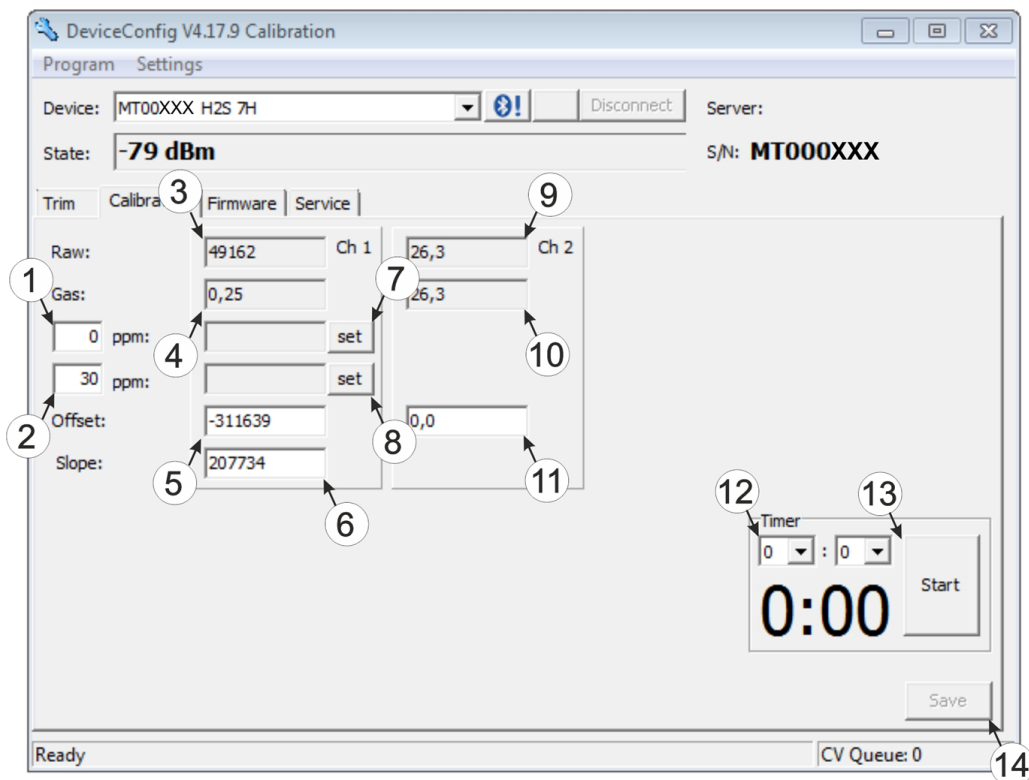 DeviceConfig V4.17.9 Calibration
Program Settings
Device: MT00XXX H2S 7H Disconnect Server:
State: -79 dBm S/N: MT000XXX
Trim Calibra 3 Firmware Service
9
Raw: 49162 Ch 1 26,3 Ch 2
1 7
Gas: 0,25 26,3
0 ppm: set
4 10
30 ppm: set
2 Offset: -311639 8 0,0
Slope: 207734
5 11
6
12 13
Timer
0 : 0
Start
0:00
Save
Ready CV Queue: 0
14